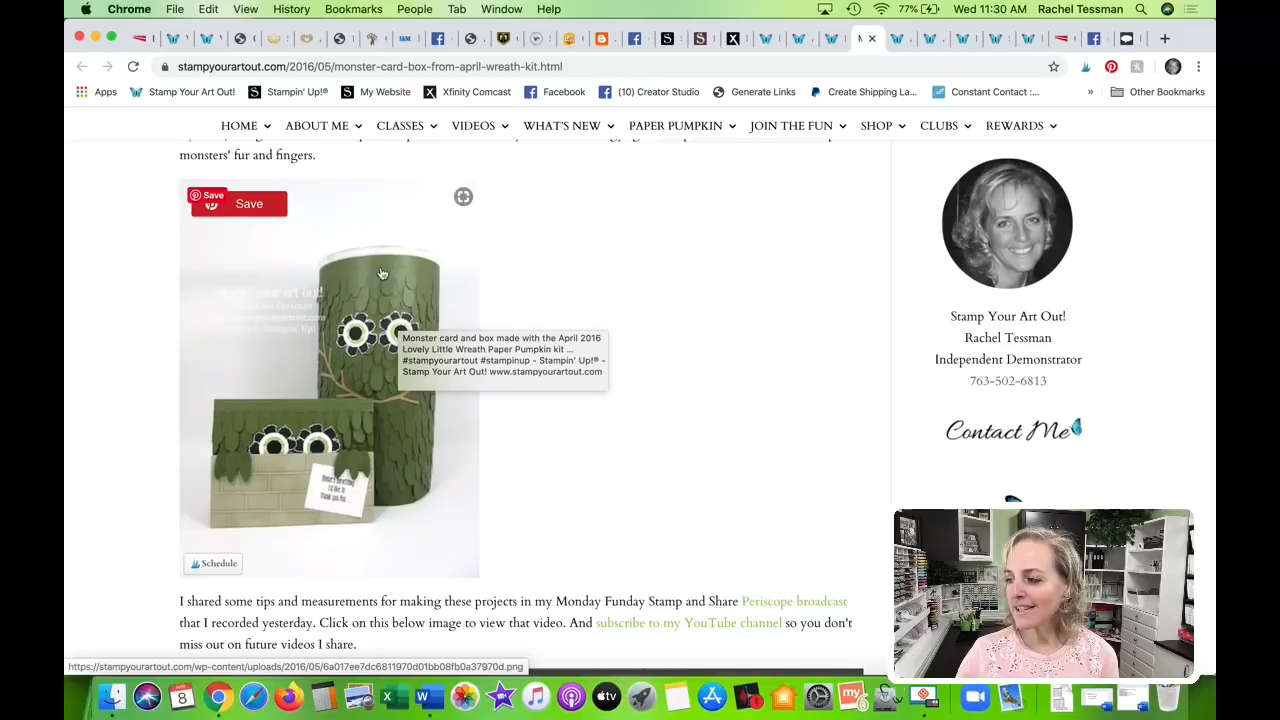 Chrome File Edit View History Bookmarks People Tab Window Help 77% Wed 11:30 AM Rachel Tessman
stampyourartout.com/2016/05/monster-card-box-from-april-wreath-kit.html
Apps Stamp Your Art Out! Stampin' Up!® My Website Xfinity Comcast Facebook (10) Creator Studio Generate Links Create Shipping La... Constant Contact :... » Other Bookmarks
HOME ABOUT ME CLASSES VIDEOS WHAT'S NEW PAPER PUMPKIN JOIN THE FUN SHOP CLUBS REWARDS
monsters' fur and fingers.
Save
Save
Monster card and box made with the April 2016
Lovely Little Wreath Paper Pumpkin kit ...
#stampyourartout #stampinup - Stampin' Up!® -
Stamp Your Art Out! www.stampyourartout.com
there's something
I'd like to
thank you for
Schedule
I shared some tips and measurements for making these projects in my Monday Funday Stamp and Share Periscope broadcast
that I recorded yesterday. Click on this below image to view that video. And subscribe to my YouTube channel so you don't
miss out on future videos I share.
https://stampyourartout.com/wp-content/uploads/2016/05/6a017ee7dc6811970d01bb08fb0a37970d.png
Stamp Your Art Out!
Rachel Tessman
Independent Demonstrator
763-502-6813
Contact Me